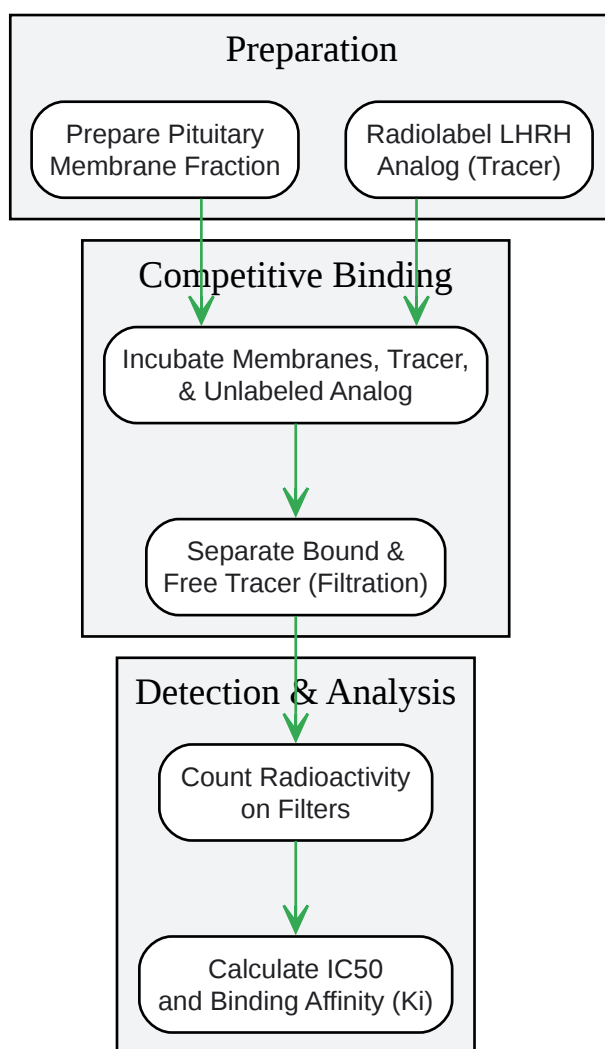 Preparation
Prepare Pituitary
Membrane Fraction
Radiolabel LHRH
Analog (Tracer)
Competitive Binding
Incubate Membranes, Tracer,
& Unlabeled Analog
Separate Bound &
Free Tracer (Filtration)
Detection & Analysis
Count Radioactivity
on Filters
Calculate IC50
and Binding Affinity (Ki)